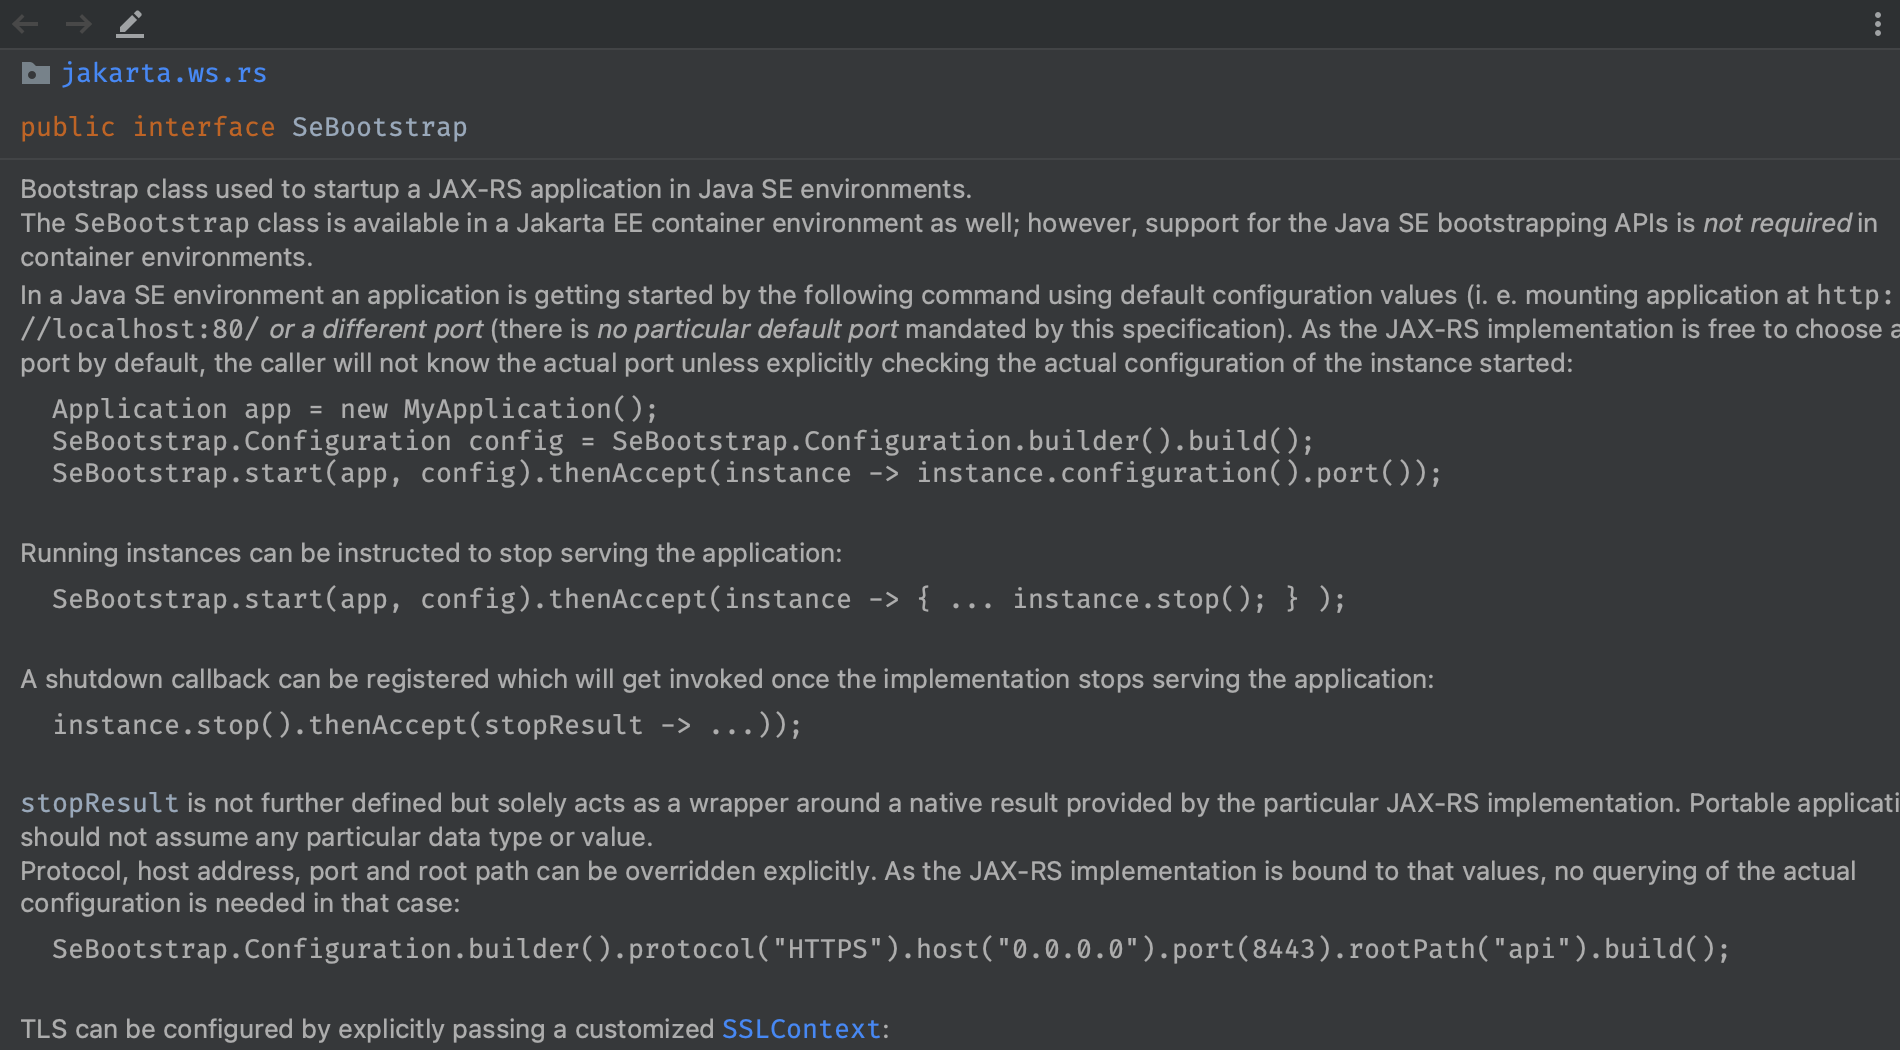 jakarta.ws.rs
public interface SeBootstrap
Bootstrap class used to startup a JAX-RS application in Java SE environments.
The SeBootstrap class is available in a Jakarta EE container environment as well; however, support for the Java SE bootstrapping APIs is not required in
container environments.
In a Java SE environment an application is getting started by the following command using default configuration values (i. e. mounting application at http:
//localhost:80/ or a different port (there is no particular default port mandated by this specification). As the JAX-RS implementation is free to choose a
port by default, the caller will not know the actual port unless explicitly checking the actual configuration of the instance started:
Application app = new MyApplication();
SeBootstrap.Configuration config = SeBootstrap.Configuration.builder().build();
SeBootstrap.start(app, config).thenAccept(instance -> instance.configuration().port());
Running instances can be instructed to stop serving the application:
SeBootstrap.start(app, config).thenAccept(instance -> { ... instance.stop(); } );
A shutdown callback can be registered which will get invoked once the implementation stops serving the application:
instance.stop().thenAccept(stopResult -> ...));
stopResult is not further defined but solely acts as a wrapper around a native result provided by the particular JAX-RS implementation. Portable applicati
should not assume any particular data type or value.
Protocol, host address, port and root path can be overridden explicitly. As the JAX-RS implementation is bound to that values, no querying of the actual
configuration is needed in that case:
SeBootstrap.Configuration.builder().protocol("HTTPS").host("0.0.0.0").port(8443).rootPath("api").build();
TLS can be configured by explicitly passing a customized SSLContext: